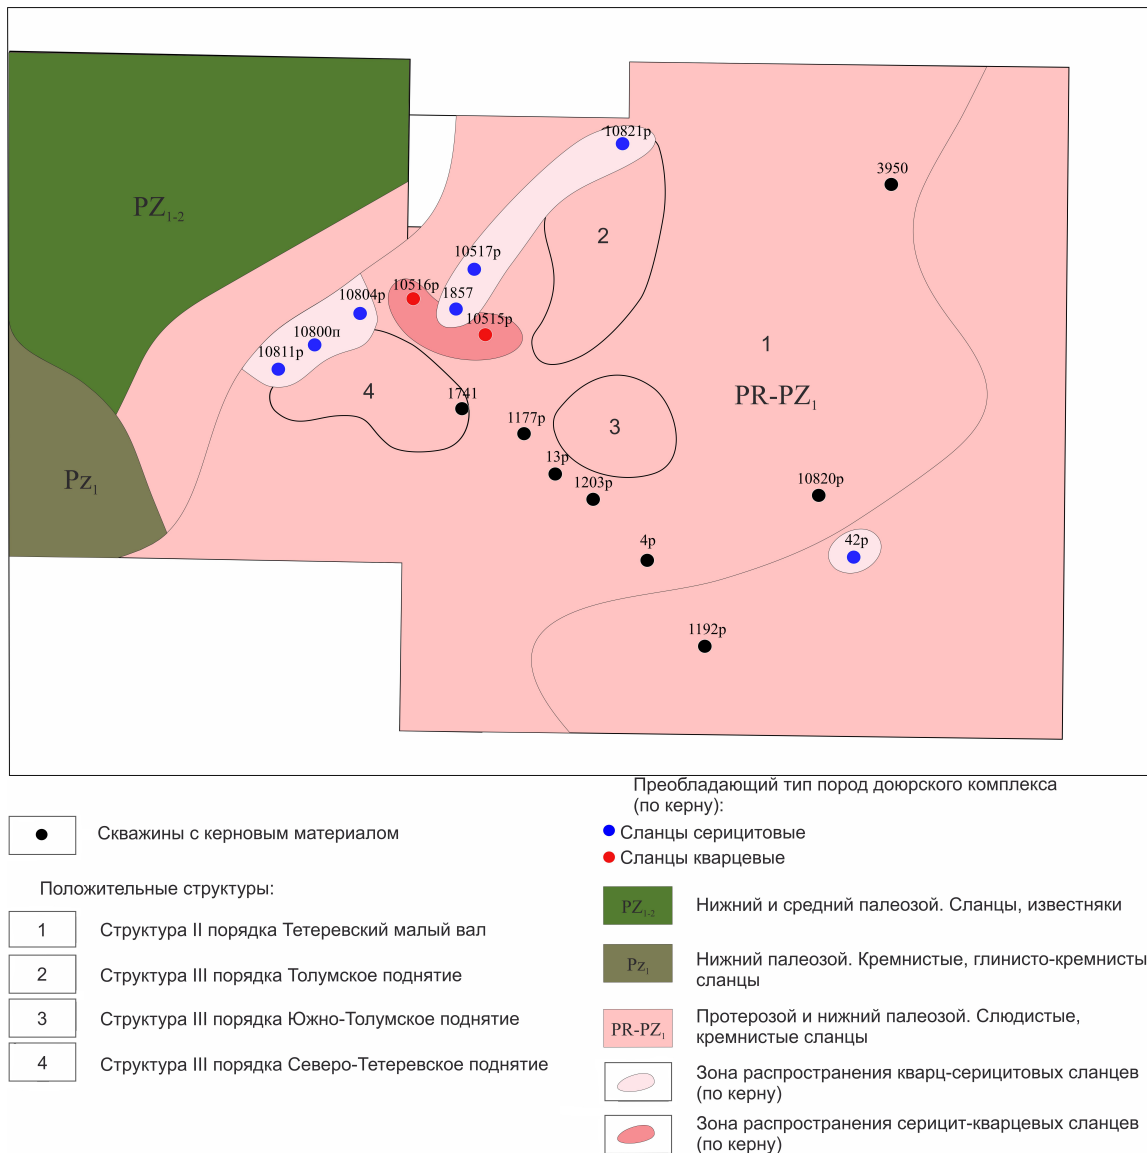 10821р
3950
PZ1-2
2
10517р
10516р
1857
10804р
10515р
10800п
10811р
1
PR-PZ1
4
1741
1177р
3
13р
1203р
Pz1
10820р
4р
42р
1192р
Преобладающий тип пород доюрского комплекса
(по керну):
Скважины с керновым материалом
Сланцы серицитовые
Сланцы кварцевые
Положительные структуры:
1 Структура II порядка Тетеревский малый вал
2 Структура III порядка Толумское поднятие
3 Структура III порядка Южно-Толумское поднятие
4 Структура III порядка Северо-Тетеревское поднятие
PZ1-2 Нижний и средний палеозой. Сланцы, известняки
Pz1 Нижний палеозой. Кремнистые, глинисто-кремнисты
сланцы
PR-PZ1 Протерозой и нижний палеозой. Слюдистые,
кремнистые сланцы
Зона распространения кварц-серицитовых сланцев
(по керну)
Зона распространения серицит-кварцевых сланцев
(по керну)